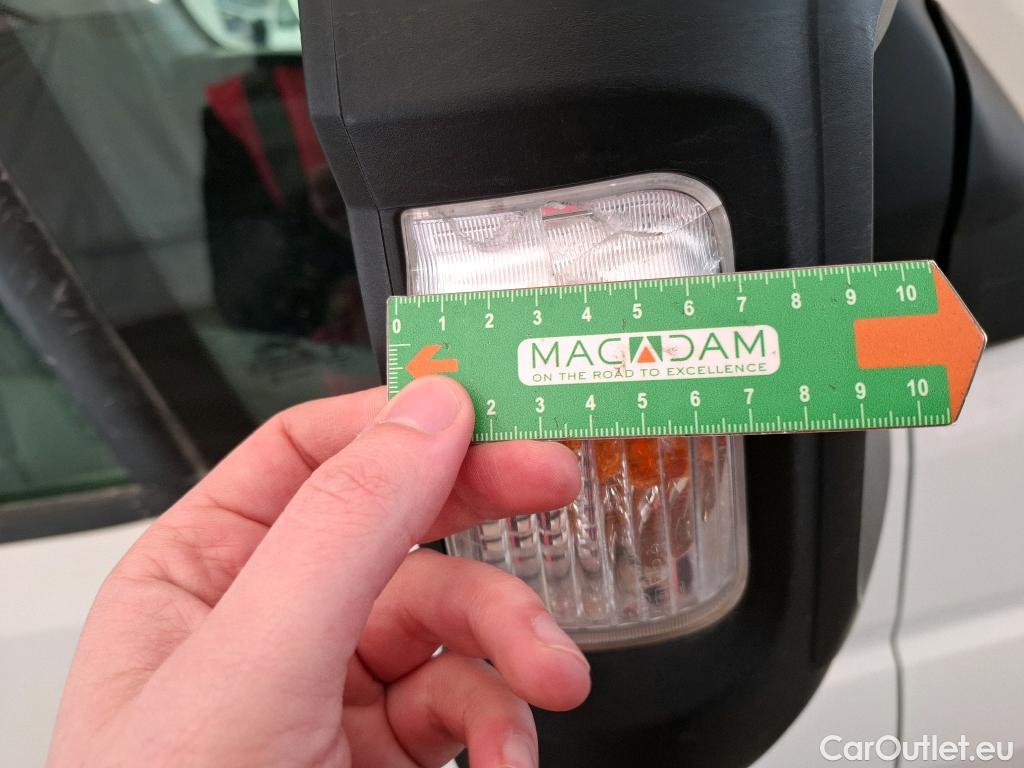 0 1 2 3 4 5 6 7 8 9 10
MACADAM
ON THE ROAD TO EXCELLENCE
2 3 4 5 6 7 8 9 10
CarOutlet.eu